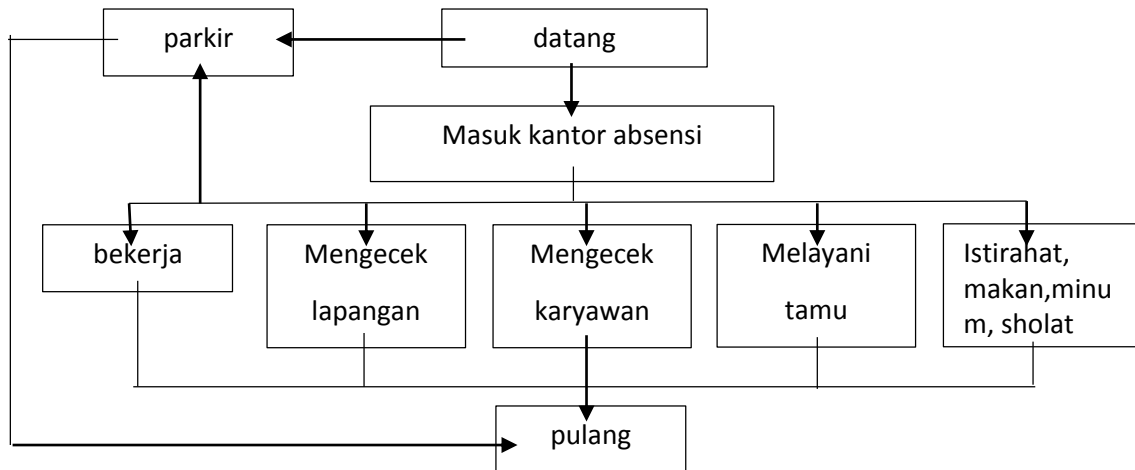 parkir
datang
Masuk kantor absensi
bekerja
Mengecek
lapangan
Mengecek
karyawan
Melayani
tamu
Istirahat,
makan,minu
m, sholat
pulang